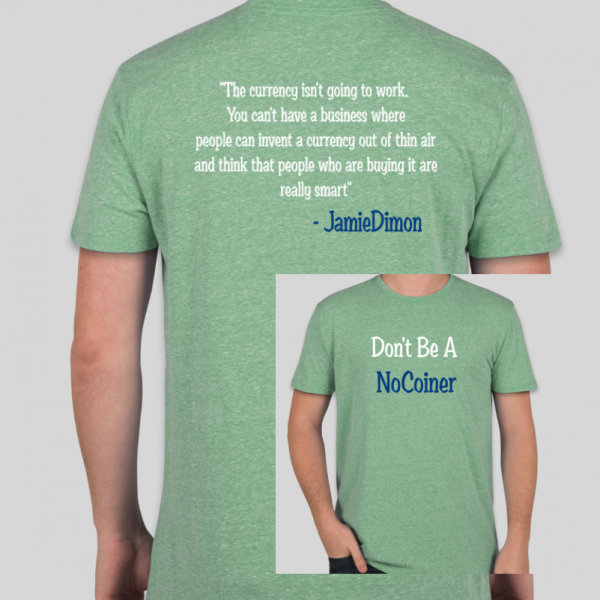 "The currency isn't going to work.
You can't have a business where
people can invent a currency out of thin air
and think that people who are buying it are
really smart"
- JamieDimon
Don't Be A
NoCoiner